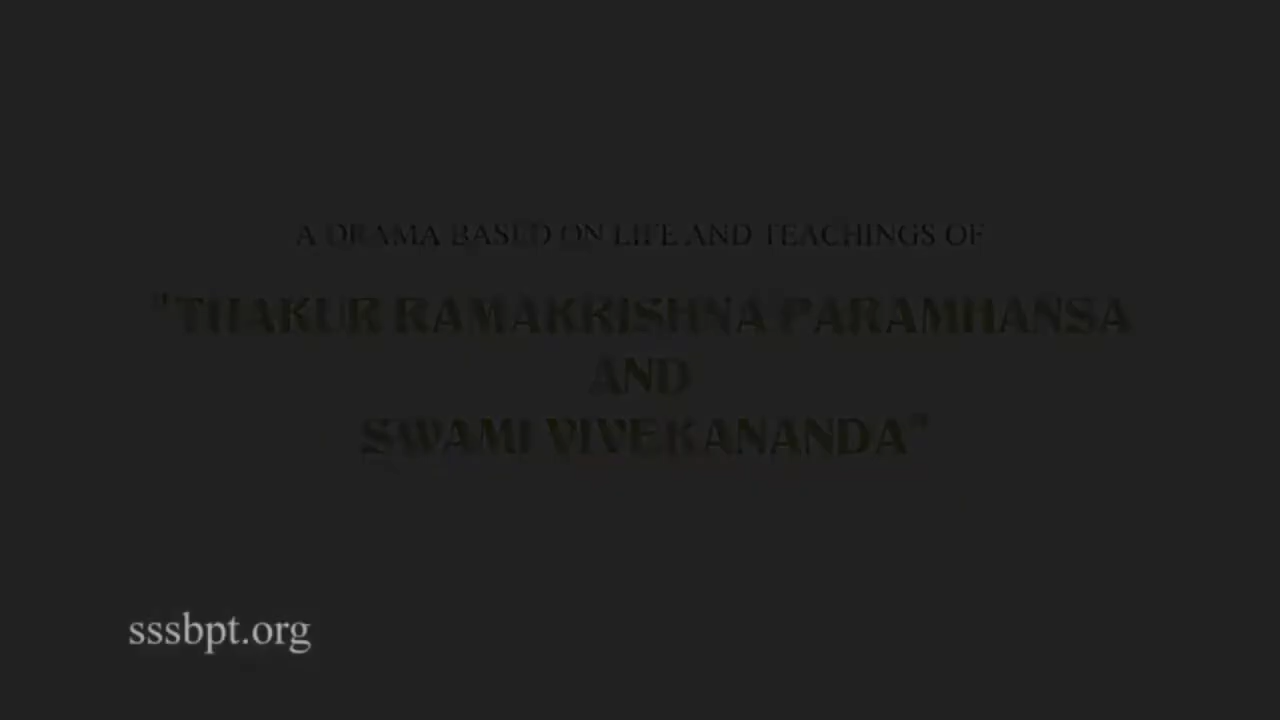 A DRAMA BASED ON LIFE AND TEACHINGS OF
"THAKUR RAMAKRISHNA PARAMHANSA
AND
SWAMI VIVEKANANDA"
sssbpt.org